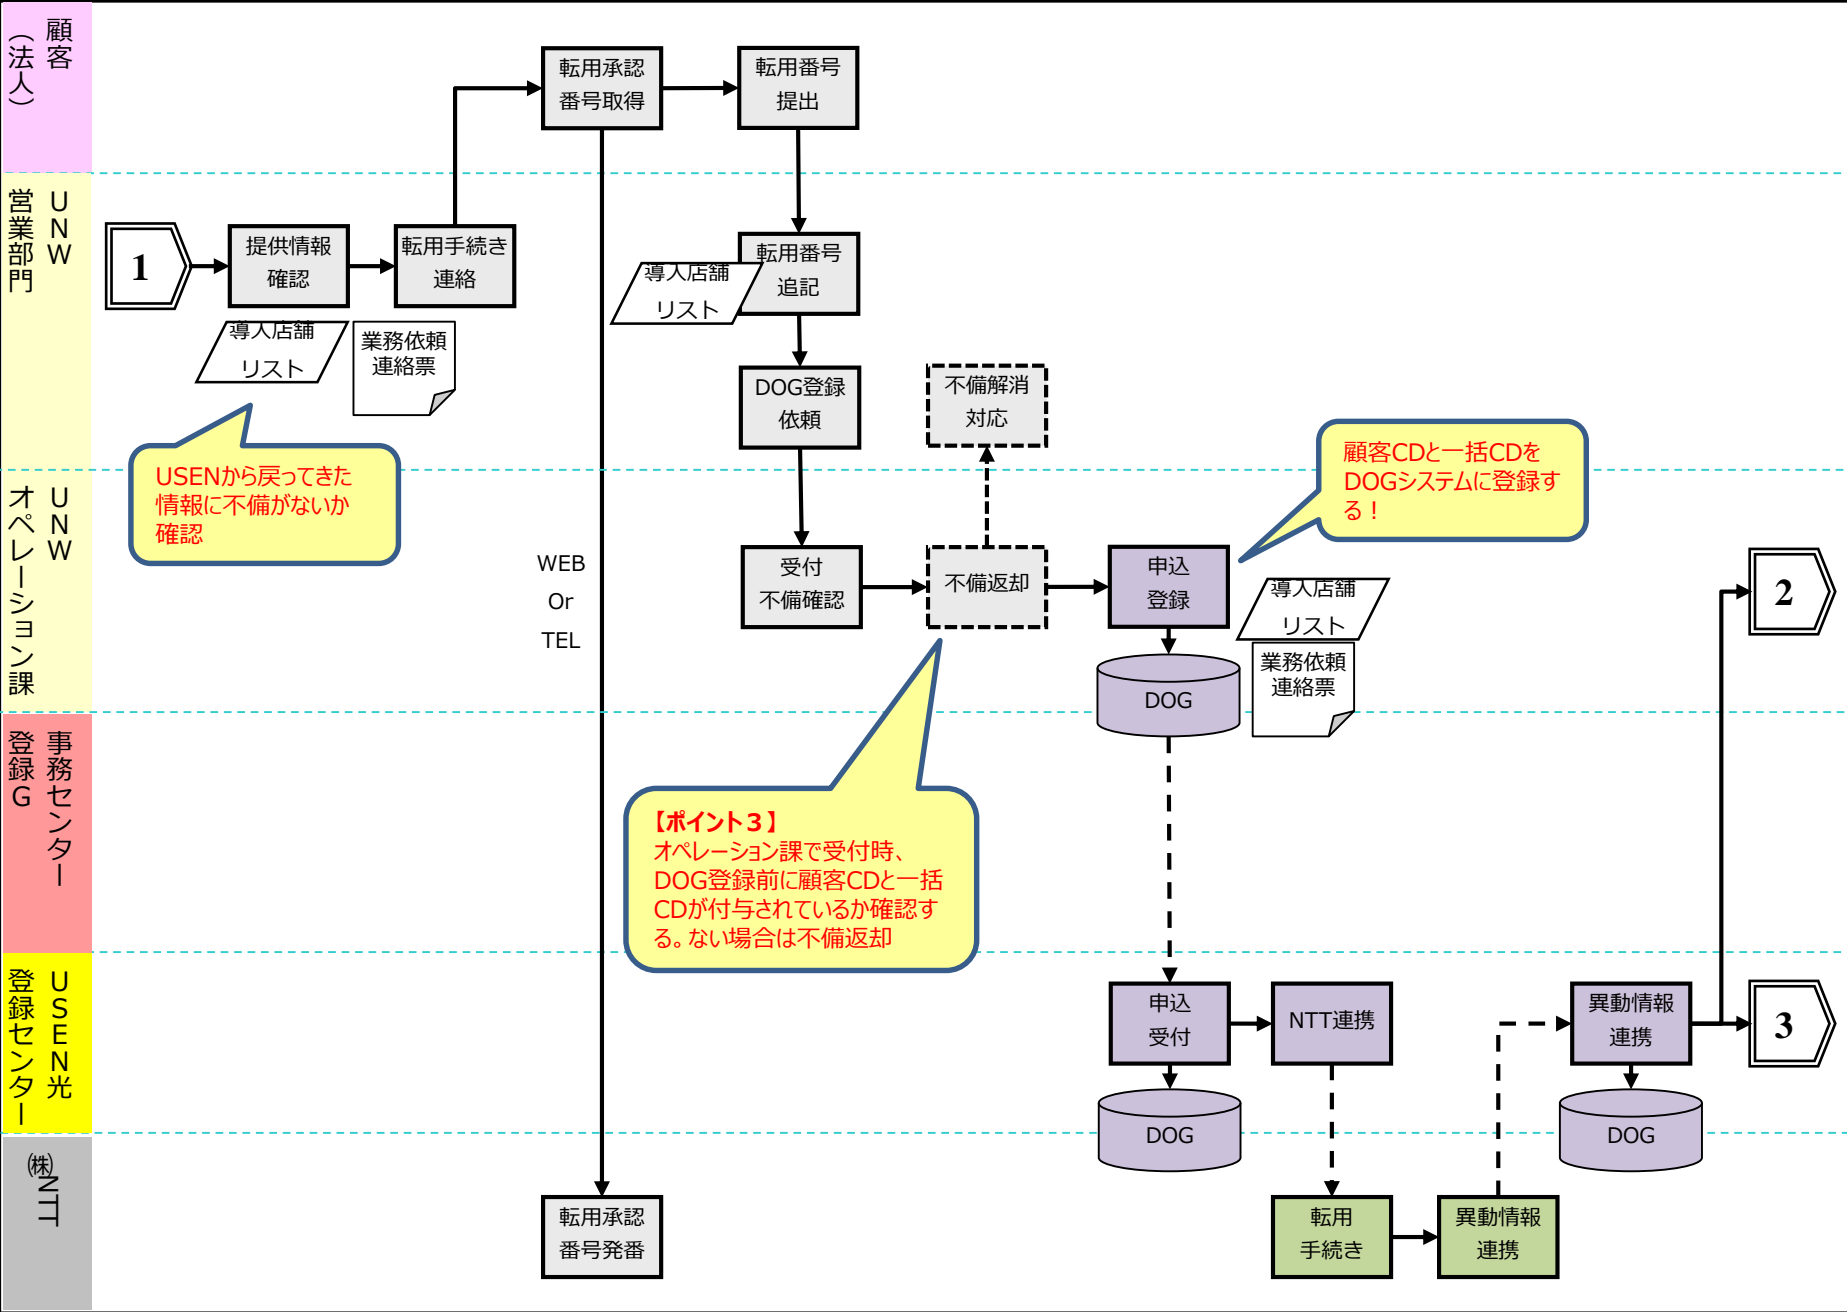 顧客
（法人）
転用承認
番号取得
転用番号
提出
UNW
営業部門
1
提供情報
確認
転用手続き
連絡
導入店舗
リスト
業務依頼
連絡票
導入店舗
リスト
転用番号
追記
DOG登録
依頼
不備解消
対応
USENから戻ってきた
情報に不備がないか
確認
顧客CDと一括CDを
DOGシステムに登録す
る！
UNW
オペレーション課
WEB
Or
TEL
受付
不備確認
不備返却
申込
登録
導入店舗
リスト
業務依頼
連絡票
DOG
2
事務センター
登録G
【ポイント３】
オペレーション課で受付時、
DOG登録前に顧客CDと一括
CDが付与されているか確認す
る。ない場合は不備返却
USEN光
登録センター
申込
受付
NTT連携
異動情報
連携
3
DOG
DOG
㈱NTT
転用承認
番号発番
転用
手続き
異動情報
連携